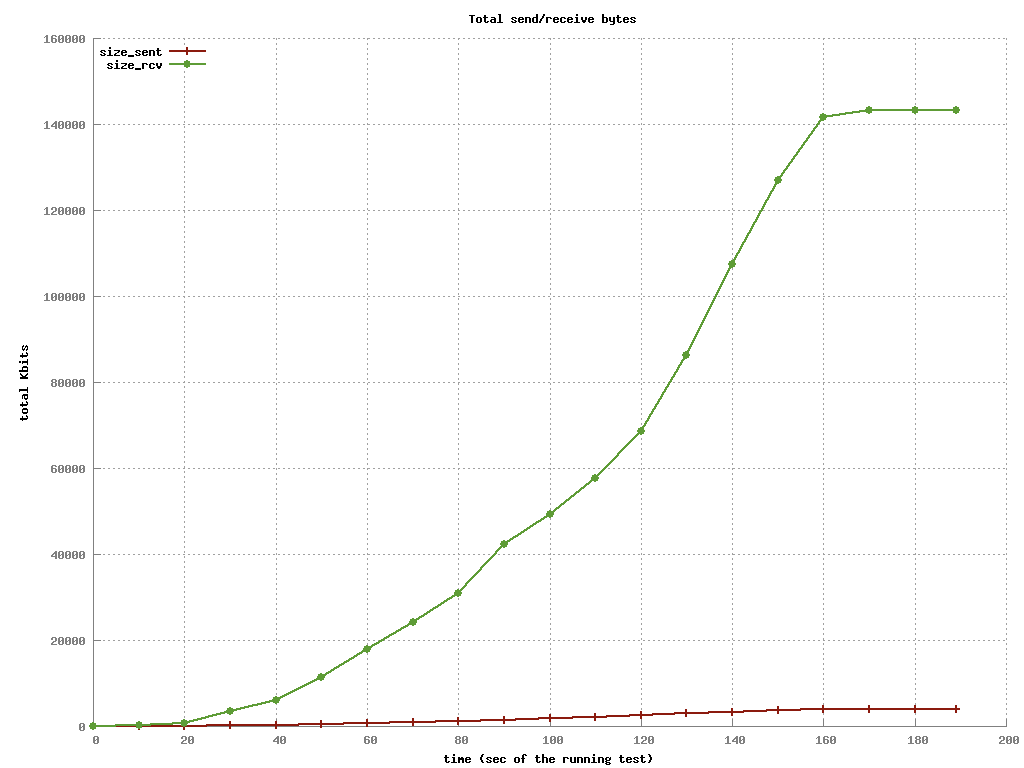 Total send/receive bytes
160000
size_sent
size_rcv
140000
120000
100000
total Kbits
80000
60000
40000
20000
0
0 20 40 60 80 100 120 140 160 180 200
time (sec of the running test)